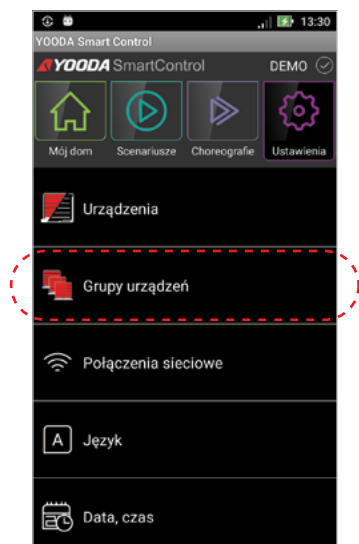 13:30
YOODA Smart Control
YOODA SmartControl DEMO
Mój dom Scenariusze Choreografie Ustawienia
Urządzenia
Grupy urządzeń
Połączenia sieciowe
A Język
Data, czas